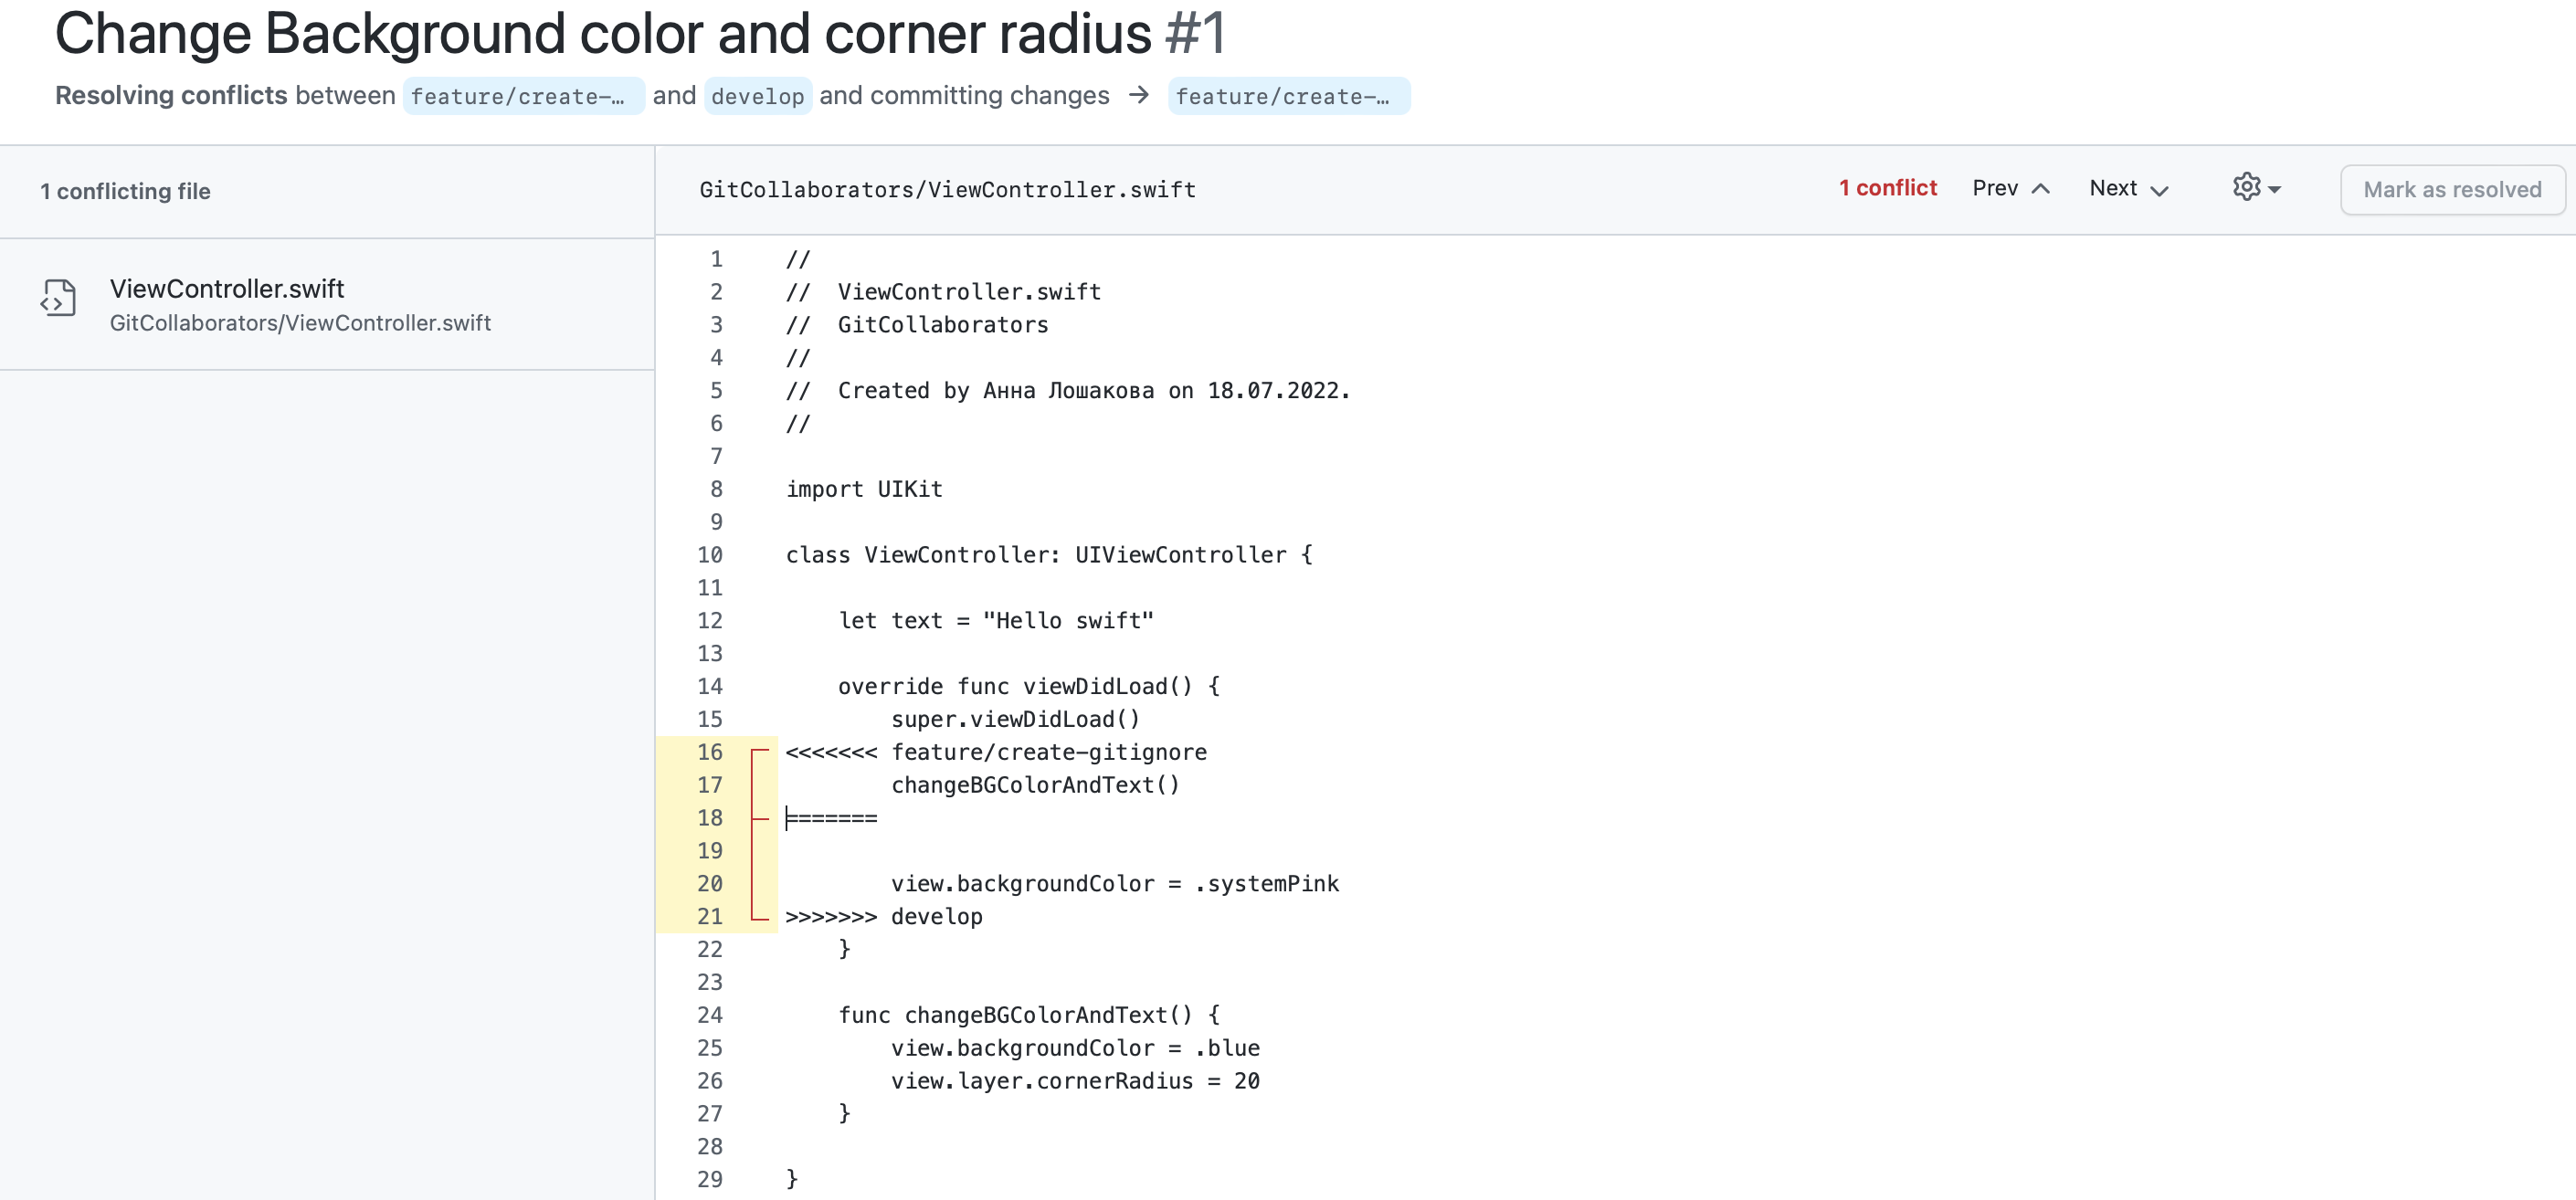 Change Background color and corner radius #1
Resolving conflicts between feature/create-… and develop and committing changes → feature/create-…
1 conflicting file
ViewController.swift
GitCollaborators/ViewController.swift
GitCollaborators/ViewController.swift 1 conflict Prev Next Mark as resolved
1 //
2 //  ViewController.swift
3 //  GitCollaborators
4 //
5 //  Created by Анна Лошакова on 18.07.2022.
6 //
7
8 import UIKit
9
10 class ViewController: UIViewController {
11
12     let text = "Hello swift"
13
14     override func viewDidLoad() {
15         super.viewDidLoad()
16 <<<<<<< feature/create-gitignore
17         changeBGColorAndText()
18 =======
19
20         view.backgroundColor = .systemPink
21 >>>>>>> develop
22     }
23
24     func changeBGColorAndText() {
25         view.backgroundColor = .blue
26         view.layer.cornerRadius = 20
27     }
28
29 }